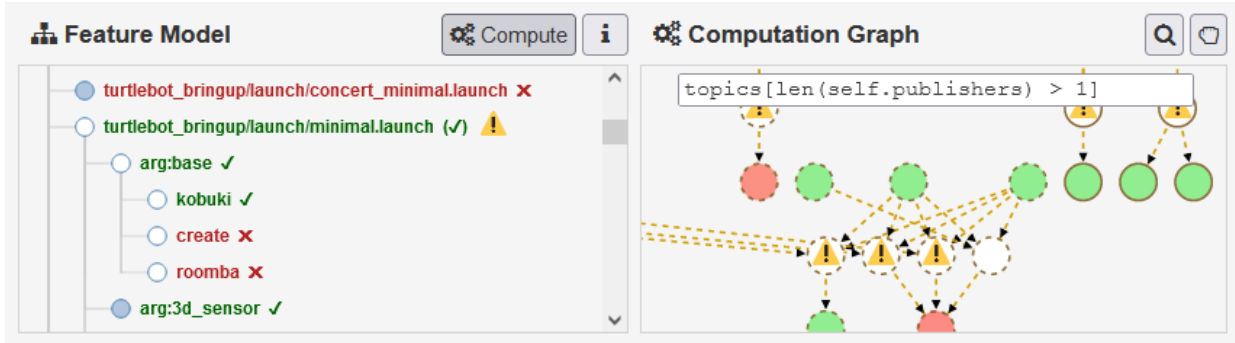 Feature Model
Compute
i
turtlebot_bringup/launch/concert_minimal.launch ✗
turtlebot_bringup/launch/minimal.launch (✓)
arg:base ✓
kobuki ✓
create ✗
roomba ✗
arg:3d_sensor ✓
Computation Graph
topics[len(self.publishers) > 1]